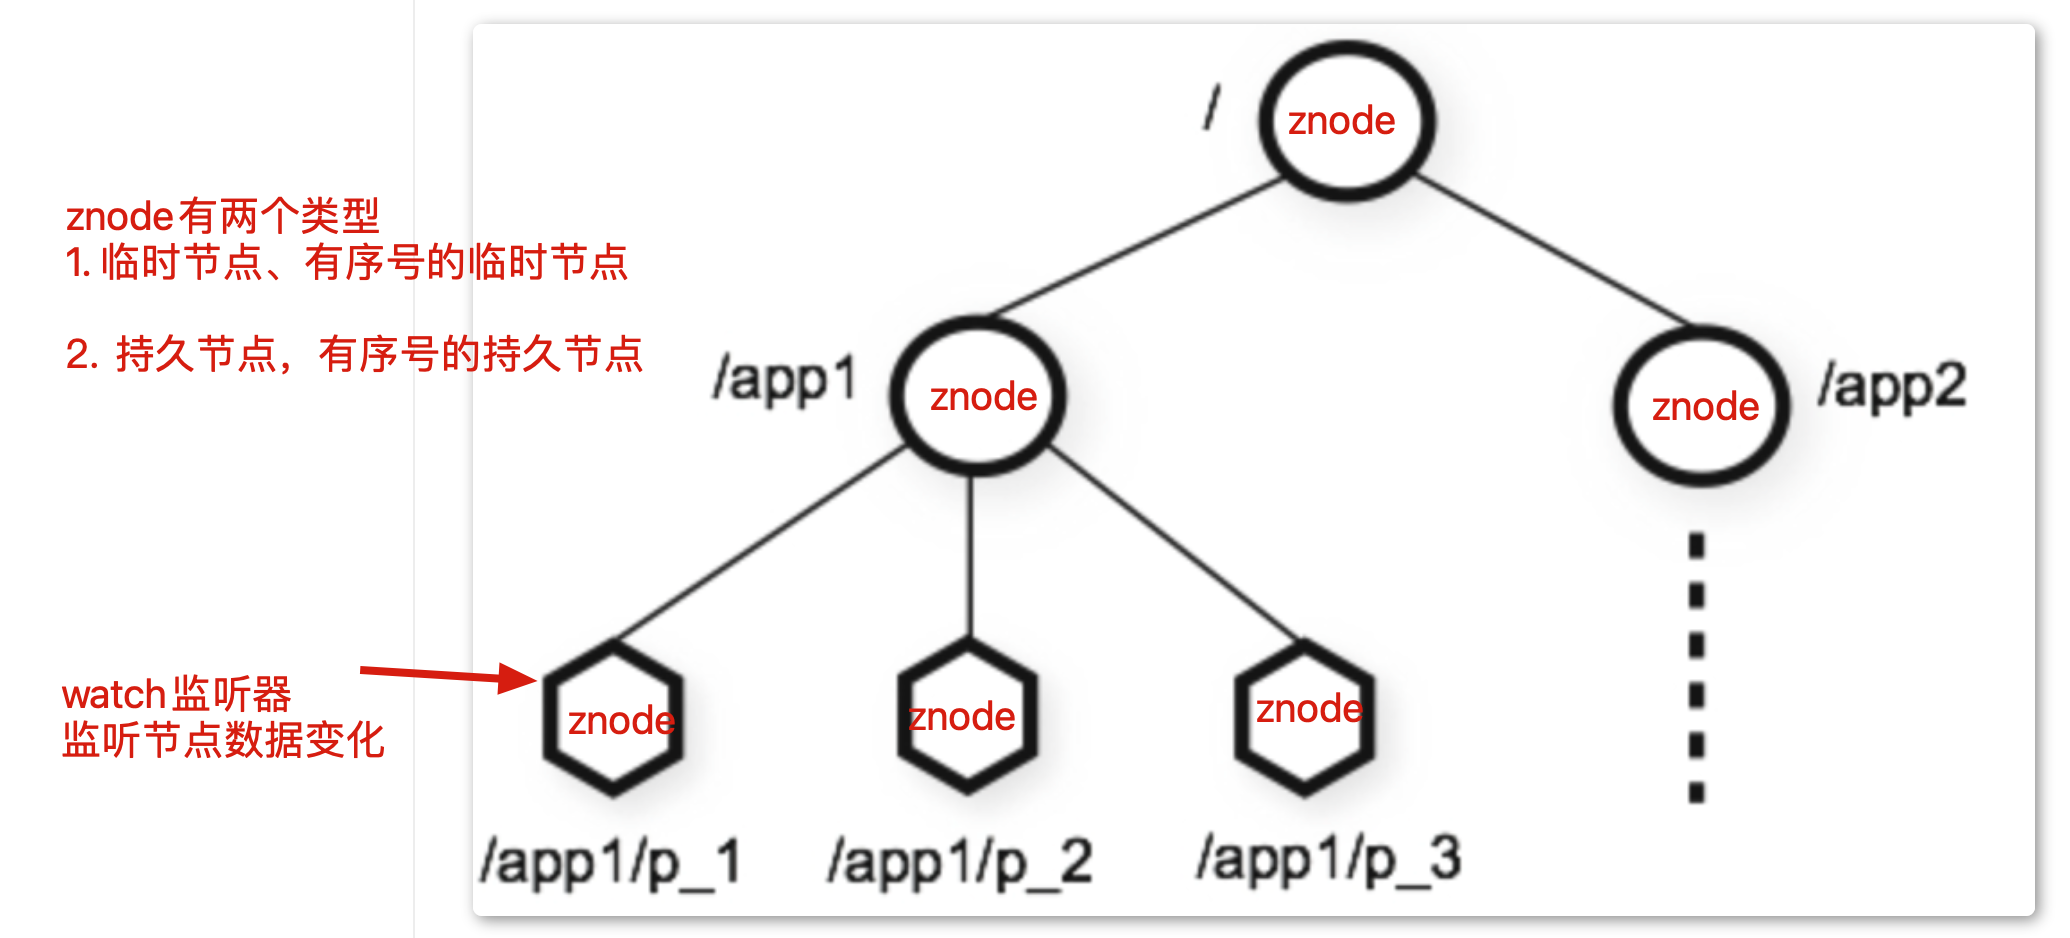 /
znode
znode有两个类型
1. 临时节点、有序号的临时节点
2. 持久节点，有序号的持久节点
/app1
znode
znode
/app2
watch监听器
监听节点数据变化
znode
znode
znode
/app1/p_1
/app1/p_2
/app1/p_3